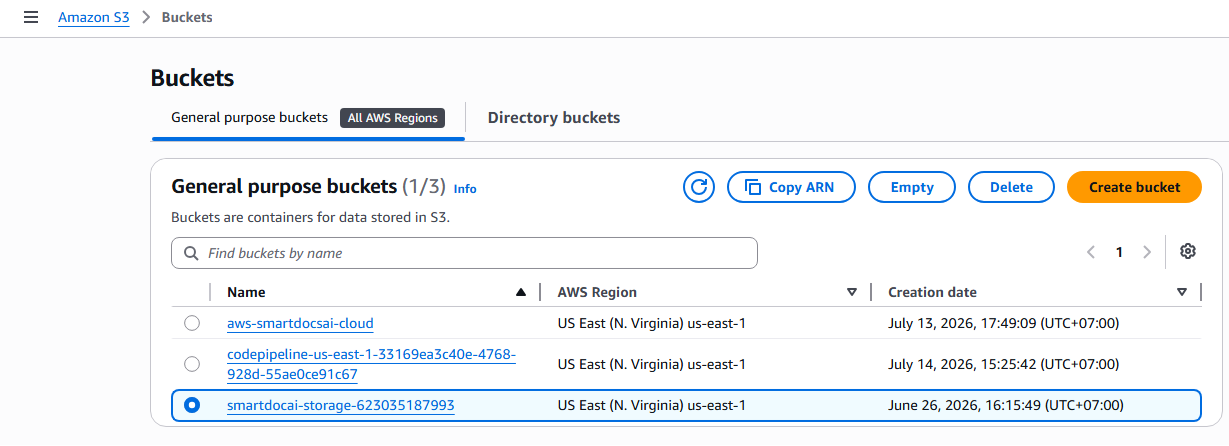 Amazon S3 > Buckets
Buckets
General purpose buckets All AWS Regions Directory buckets
General purpose buckets (1/3) Info
Copy ARN Empty Delete Create bucket
Buckets are containers for data stored in S3.
Find buckets by name
1
Name AWS Region Creation date
aws-smartdocsai-cloud US East (N. Virginia) us-east-1 July 13, 2026, 17:49:09 (UTC+07:00)
codepipeline-us-east-1-33169ea3c40e-4768-
928d-55ae0ce91c67 US East (N. Virginia) us-east-1 July 14, 2026, 15:25:42 (UTC+07:00)
smartdocai-storage-623035187993 US East (N. Virginia) us-east-1 June 26, 2026, 16:15:49 (UTC+07:00)